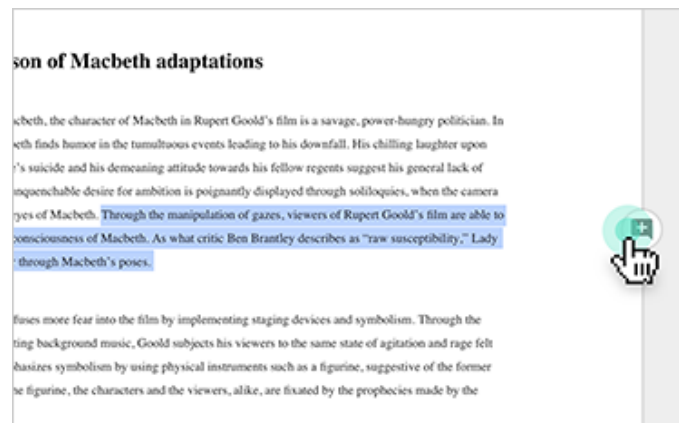 son of Macbeth adaptations
cbeth, the character of Macbeth in Rupert Goold’s film is a savage, power-hungry politician. In
eth finds humor in the tumultuous events leading to his downfall. His chilling laughter upon
’s suicide and his demeaning attitude towards his fellow regents suggest his general lack of
nquenchable desire for ambition is poignantly displayed through soliloquies, when the camera
eyes of Macbeth. Through the manipulation of gazes, viewers of Rupert Goold’s film are able to
consciousness of Macbeth. As what critic Ben Brantley describes as “raw susceptibility,” Lady
through Macbeth’s poses.
fuses more fear into the film by implementing staging devices and symbolism. Through the
ting background music, Goold subjects his viewers to the same state of agitation and rage felt
hasizes symbolism by using physical instruments such as a figurine, suggestive of the former
he figurine, the characters and the viewers, alike, are fixated by the prophecies made by the